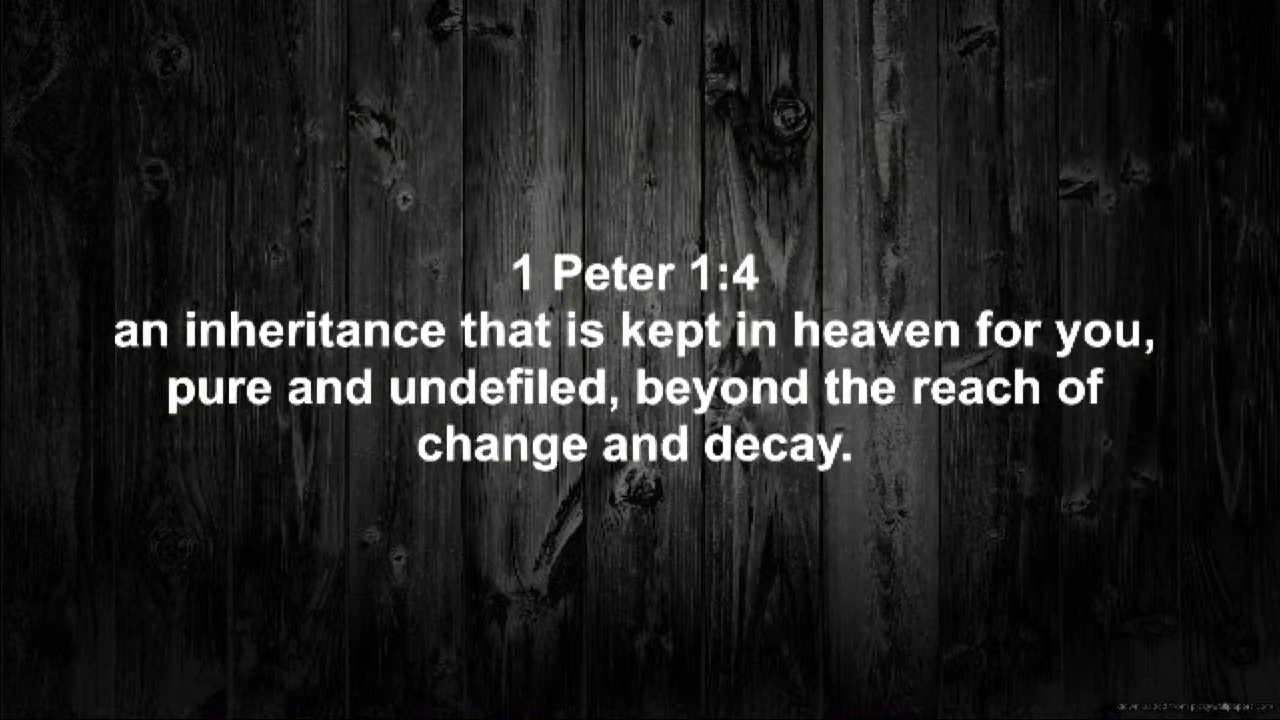 1 Peter 1:4
an inheritance that is kept in heaven for you,
pure and undefiled, beyond the reach of
change and decay.